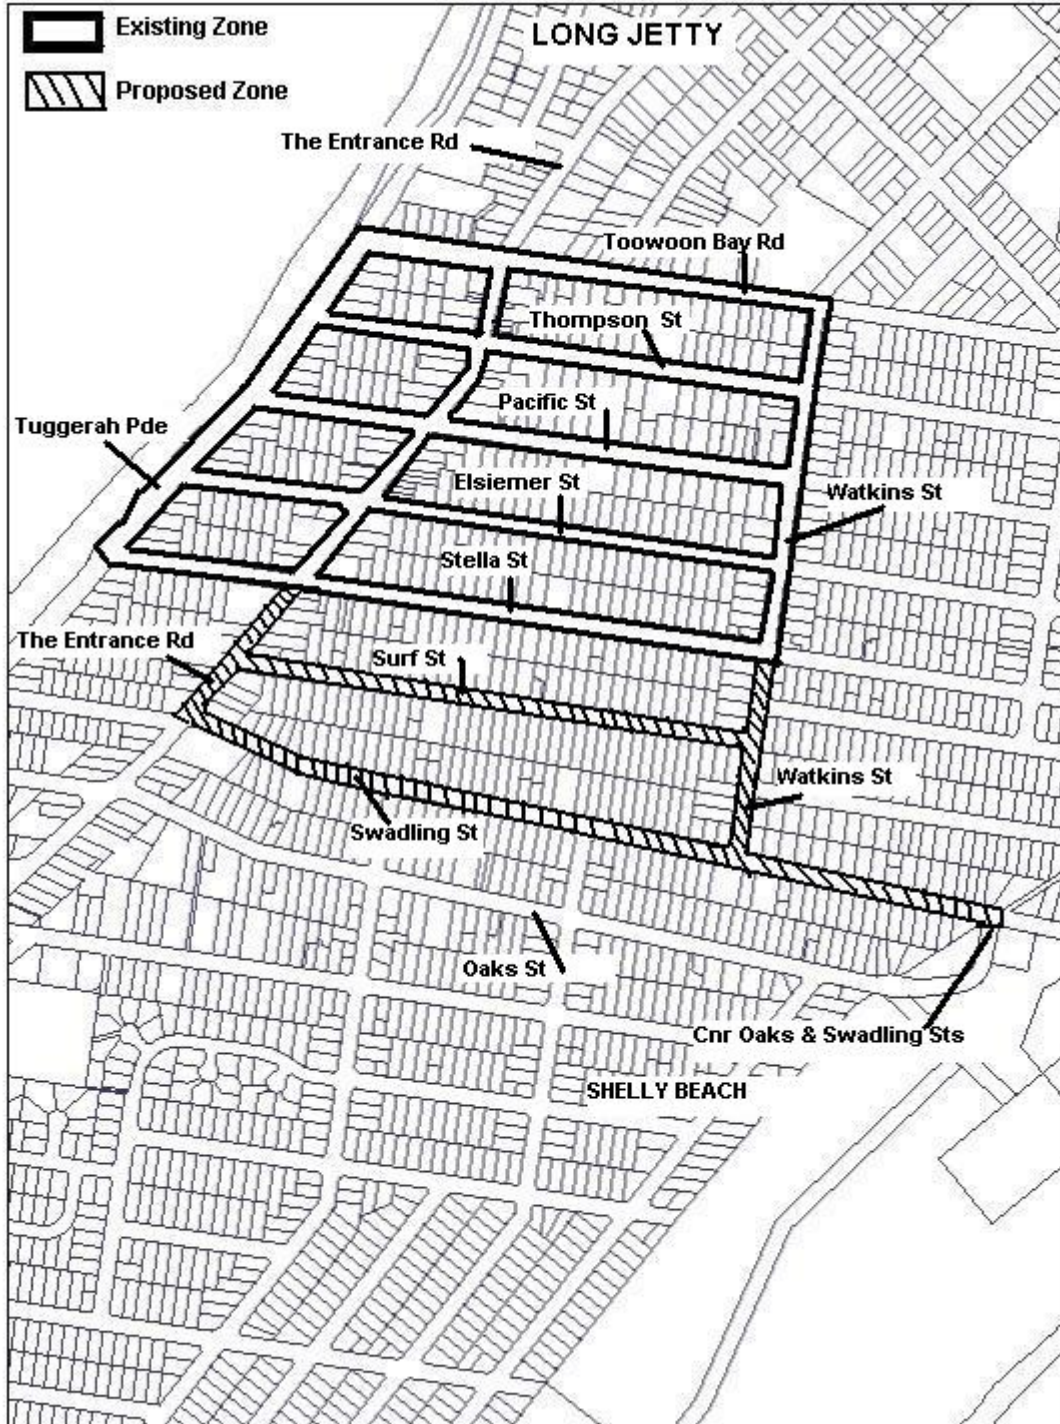 Existing Zone
LONG JETTY
Proposed Zone
The Entrance Rd
Toowoon Bay Rd
Thompson St
Pacific St
Tuggerah Pde
Elsiemer St
Watkins St
Stella St
The Entrance Rd
Surf St
Watkins St
Swadling St
Oaks St
Cnr Oaks & Swadling Sts
SHELLY BEACH